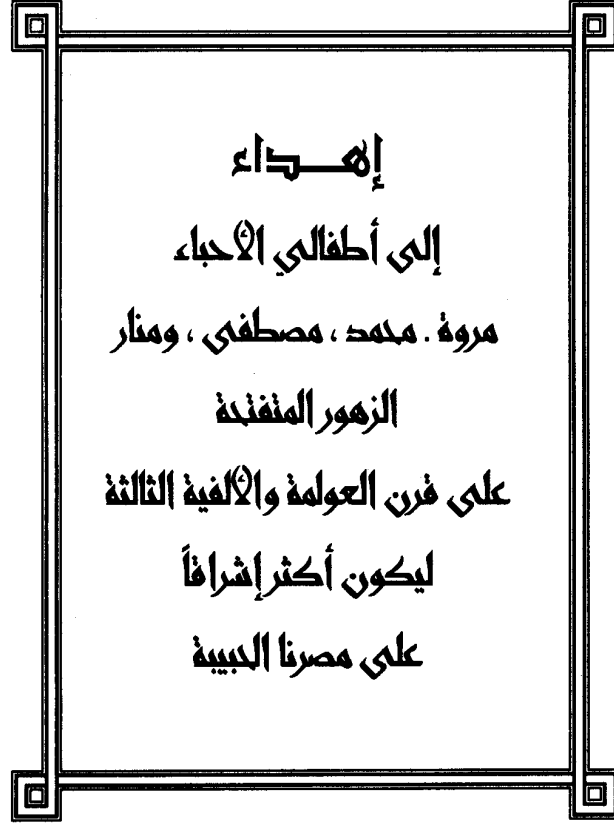 إهـــداء
إلى أطفالي الأحباء
مروة . محمد ، مصطفى ، ومنار
الزهور المتفتحة
على قرن العولمة والألفية الثالثة
ليكون أكثر إشراقاً
على مصرنا الحبيبة